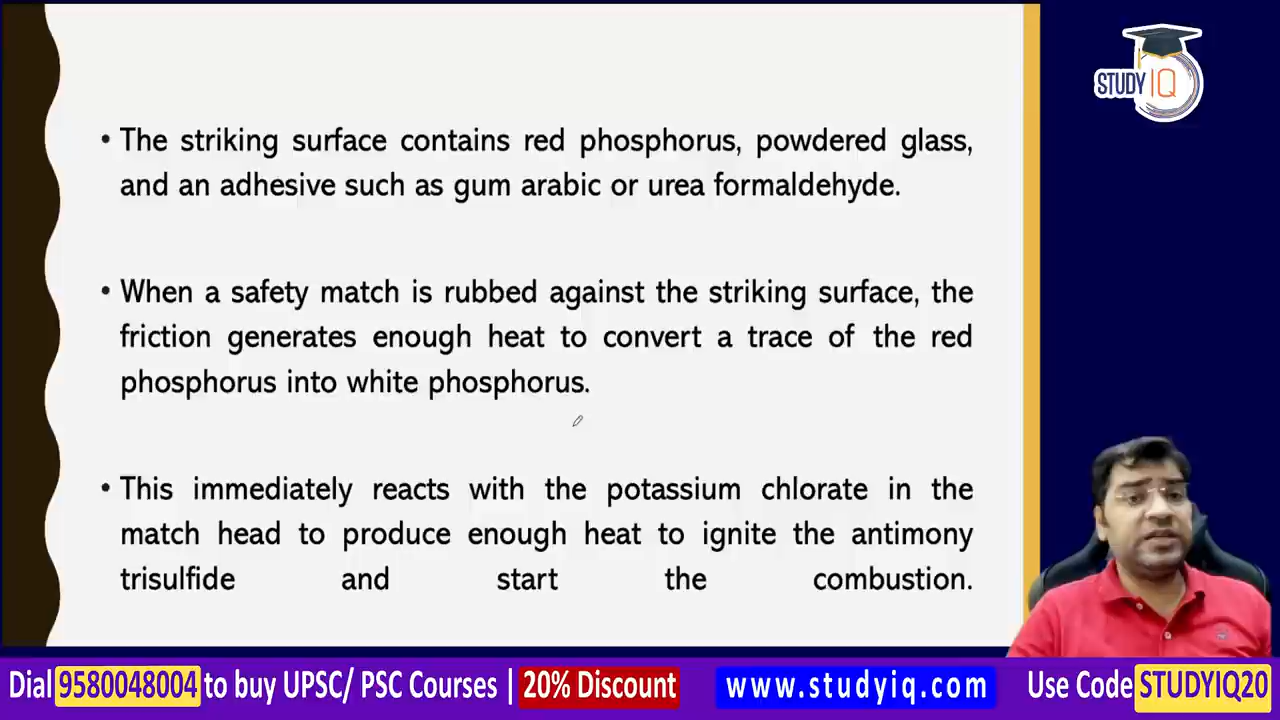 STUDY IQ
• The striking surface contains red phosphorus, powdered glass,
and an adhesive such as gum arabic or urea formaldehyde.
• When a safety match is rubbed against the striking surface, the
friction generates enough heat to convert a trace of the red
phosphorus into white phosphorus.
• This immediately reacts with the potassium chlorate in the
match head to produce enough heat to ignite the antimony
trisulfide and start the combustion.
Dial 9580048004 to buy UPSC/ PSC Courses | 20% Discount www.studyiq.com Use Code STUDYIQ20